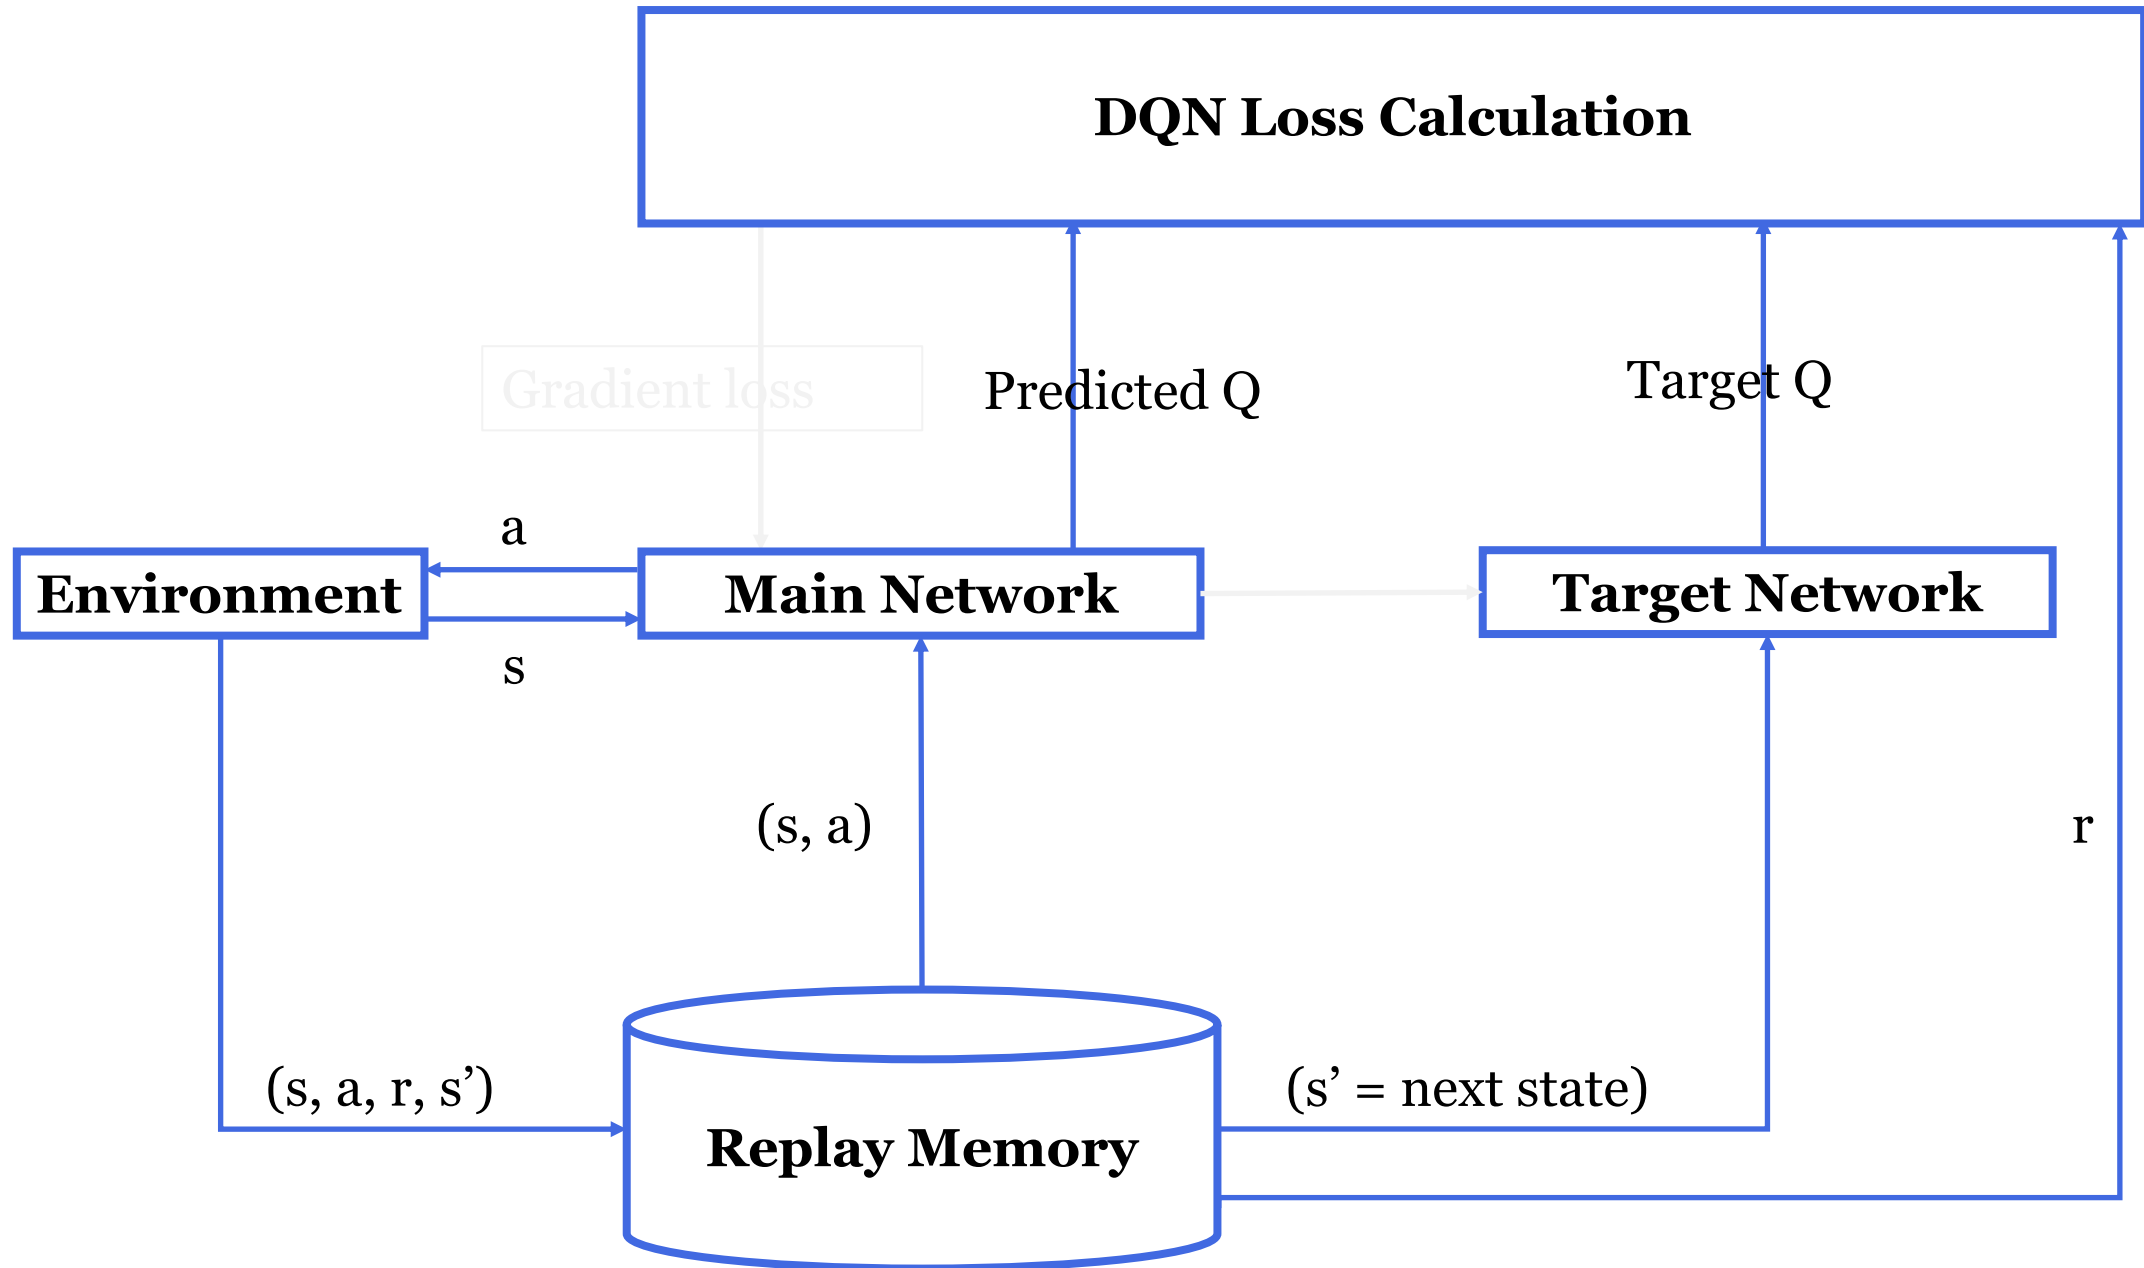 DQN Loss Calculation
Gradient loss
Predicted Q
Target Q
a
Environment
Main Network
Target Network
s
(s, a)
r
(s, a, r, s’)
(s’ = next state)
Replay Memory